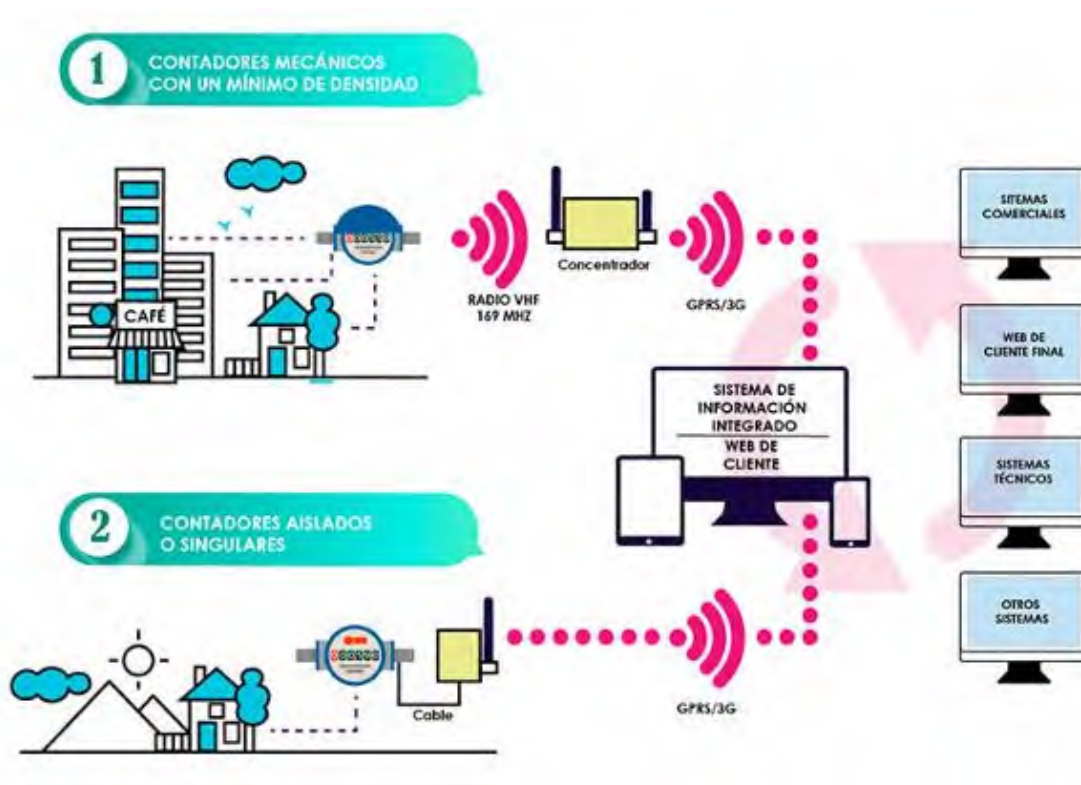 1
CONTADORES MECÁNICOS
CON UN MÍNIMO DE DENSIDAD
CAFÉ
RADIO VHF
169 MHZ
Concentrador
GPRS/3G
SISTEMA DE
INFORMACIÓN
INTEGRADO
WEB DE
CLIENTE
SITEMAS
COMERCIALES
WEB DE
CLIENTE FINAL
SISTEMAS
TÉCNICOS
OTROS
SISTEMAS
2
CONTADORES AISLADOS
O SINGULARES
Cable
GPRS/3G